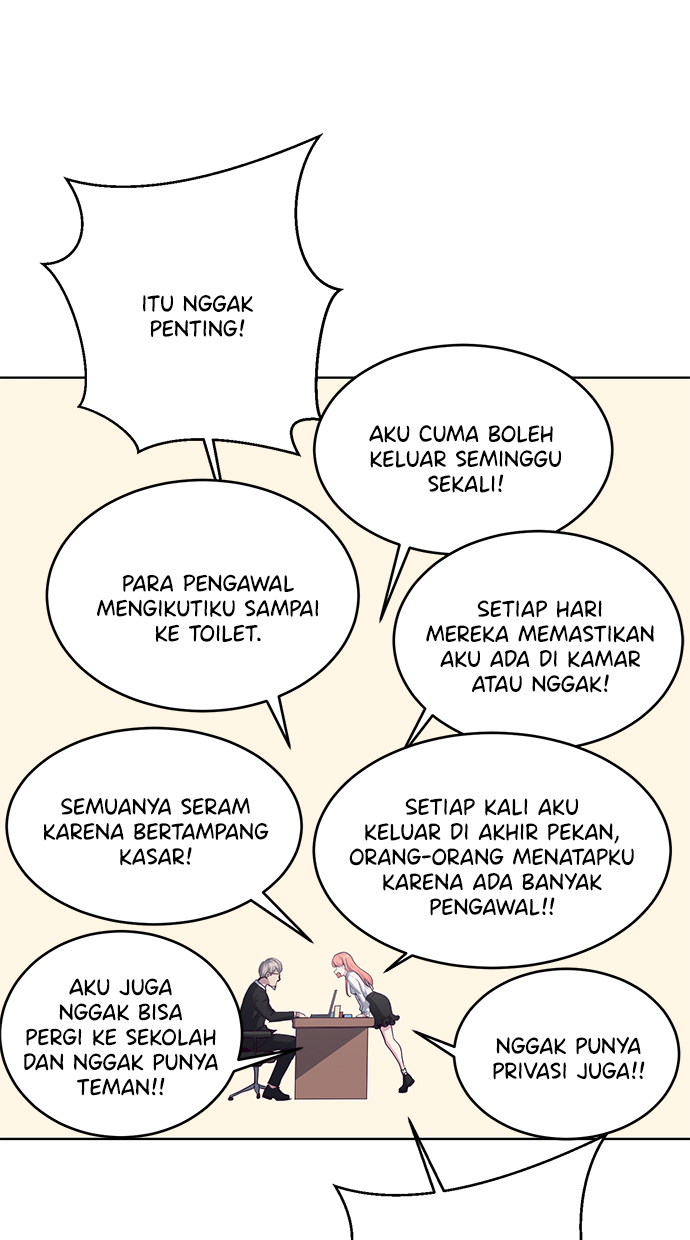 ITU NGGAK
PENTING!
AKU CUMA BOLEH
KELUAR SEMINGGU
SEKALI!
PARA PENGAWAL
MENGIKUTIKU SAMPAI
KE TOILET.
SETIAP HARI
MEREKA MEMASTIKAN
AKU ADA DI KAMAR
ATAU NGGAK!
SEMUANYA SERAM
KARENA BERTAMPANG
KASAR!
SETIAP KALI AKU
KELUAR DI AKHIR PEKAN,
ORANG-ORANG MENATAPKU
KARENA ADA BANYAK
PENGAWAL!!
AKU JUGA
NGGAK BISA
PERGI KE SEKOLAH
DAN NGGAK PUNYA
TEMAN!!
NGGAK PUNYA
PRIVASI JUGA!!